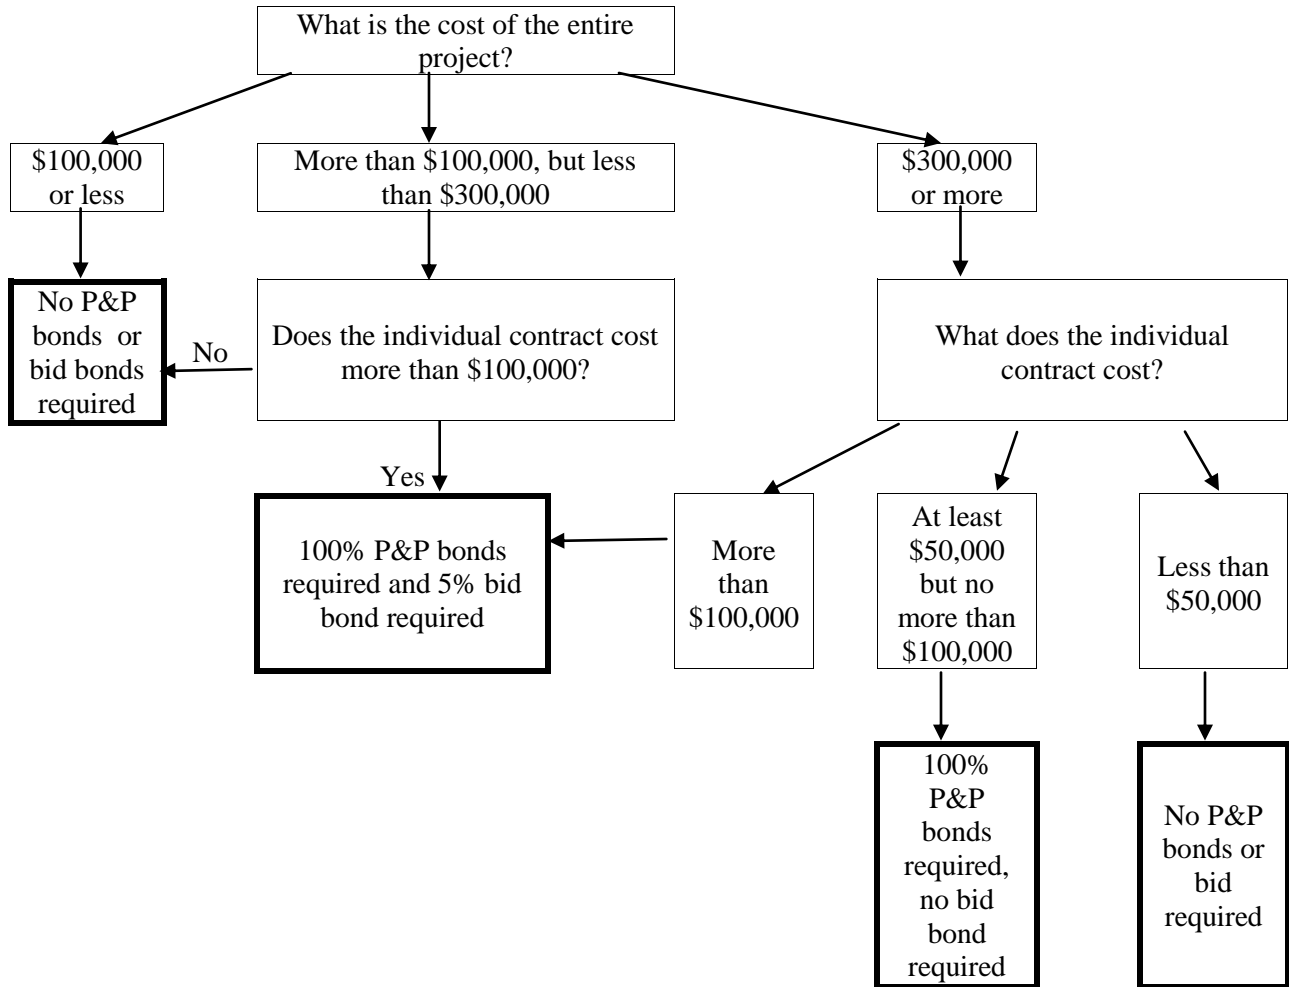 What is the cost of the entire
project?
$100,000
or less
More than $100,000, but less
than $300,000
$300,000
or more
No P&P
bonds or
bid bonds
required
No
Does the individual contract cost
more than $100,000?
What does the individual
contract cost?
Yes
100% P&P bonds
required and 5% bid
bond required
More
than
$100,000
At least
$50,000
but no
more than
$100,000
Less than
$50,000
100%
P&P
bonds
required,
no bid
bond
required
No P&P
bonds or
bid
required